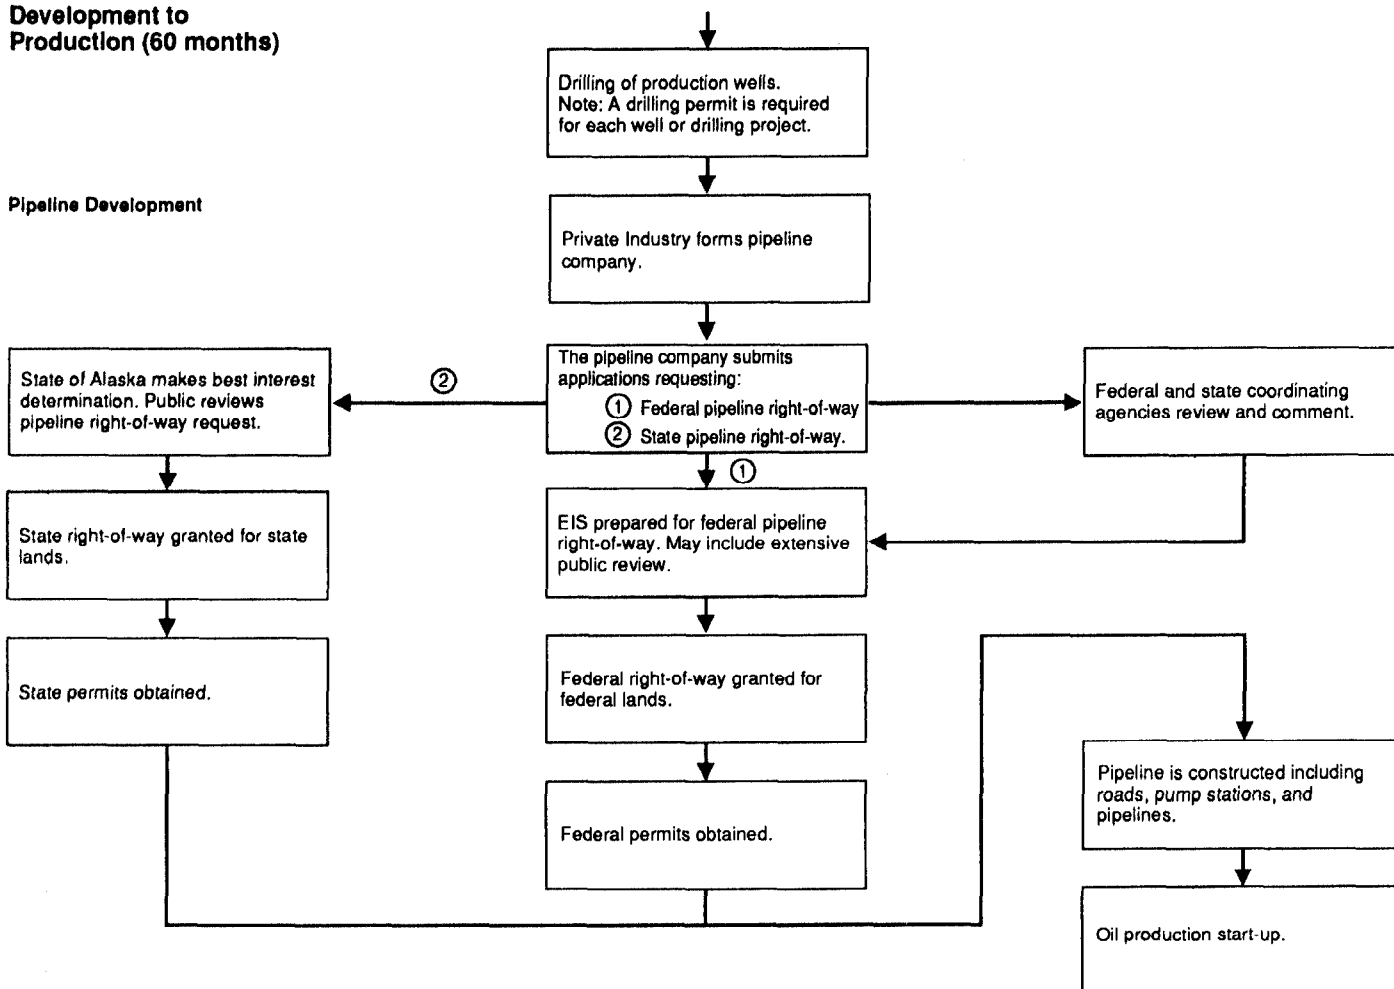 Development to
Production (60 months)
Drilling of production wells.
Note: A drilling permit is required
for each well or drilling project.
Pipeline Development
Private Industry forms pipeline
company.
The pipeline company submits
applications requesting:
① Federal pipeline right-of-way
② State pipeline right-of-way.
②
State of Alaska makes best interest
determination. Public reviews
pipeline right-of-way request.
Federal and state coordinating
agencies review and comment.
①
State right-of-way granted for state
lands.
EIS prepared for federal pipeline
right-of-way. May include extensive
public review.
State permits obtained.
Federal right-of-way granted for
federal lands.
Federal permits obtained.
Pipeline is constructed including
roads, pump stations, and
pipelines.
Oil production start-up.